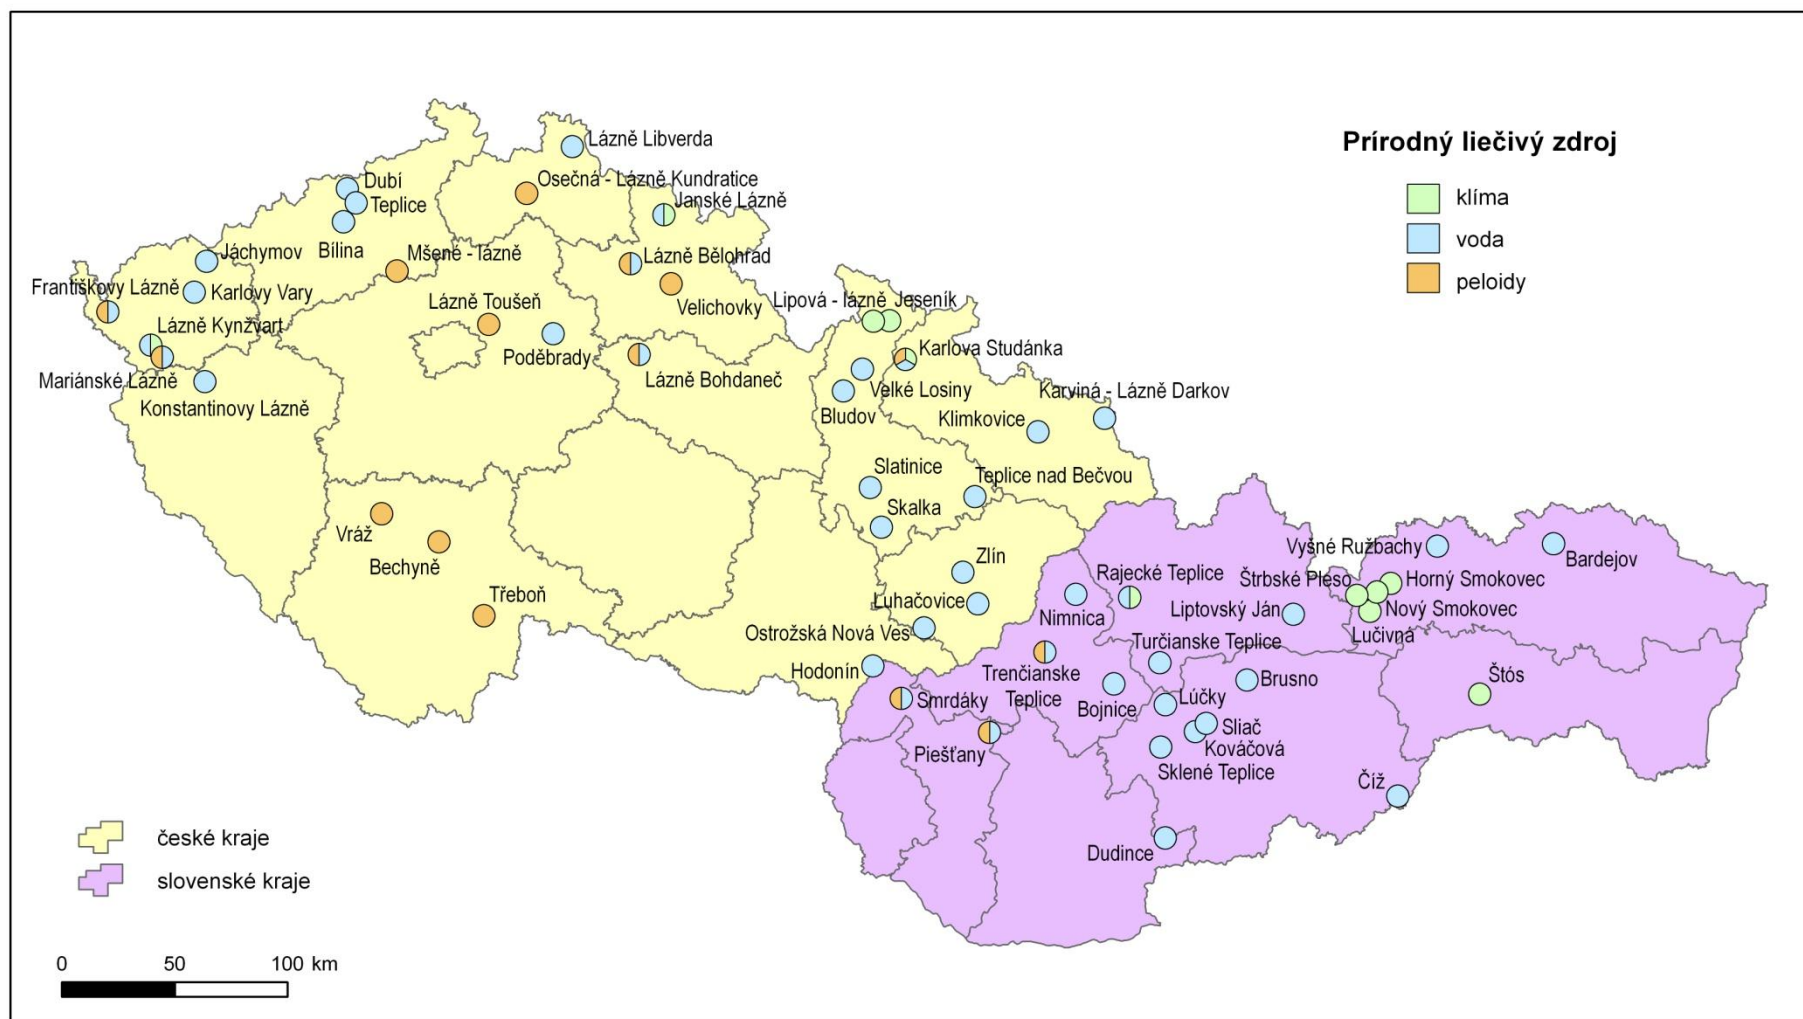 Lázně Libverda
Prírodný liečivý zdroj
Dubí
Osečná - Lázně Kundratice
Teplice
Janské Lázně
klíma
Bílina
voda
Jáchymov
Mšené - lázně
Lázně Bělohrad
peloidy
Františkovy Lázně
Karlovy Vary
Lázně Toušeň
Velichovky
Lipová - lázně
Jeseník
Lázně Kynžvart
Poděbrady
Karlova Studánka
Mariánské Lázně
Lázně Bohdaneč
Velké Losiny
Karviná - Lázně Darkov
Konstantinovy Lázně
Bludov
Klimkovice
Slatinice
Teplice nad Bečvou
Skalka
Vráž
Bechyně
Zlín
Vyšné Ružbachy
Bardejov
Třeboň
Luhačovice
Rajecké Teplice
Štrbské Pleso
Horný Smokovec
Nimnica
Liptovský Ján
Nový Smokovec
Ostrožská Nová Ves
Lučivná
Turčianske Teplice
Hodonín
Trenčianske
Teplice
Brusno
Štós
Smrdáky
Bojnice
Lúčky
Piešťany
Sliač
Kováčová
Sklené Teplice
Číž
české kraje
Dudince
slovenské kraje
0 50 100 km